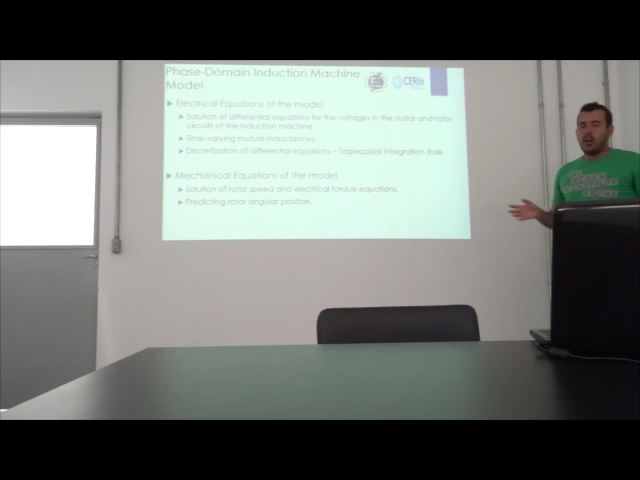 Phase-Domain Induction Machine
Model
Electrical Equations of the model
Solution of differential equations for the voltages in the stator and rotor
circuits of the induction machine.
Time-varying mutual inductances.
Discretization of differential equations – Trapezoidal Integration Rule.
Mechanical Equations of the model
Solution of rotor speed and electrical torque equations.
Predicting rotor angular position.